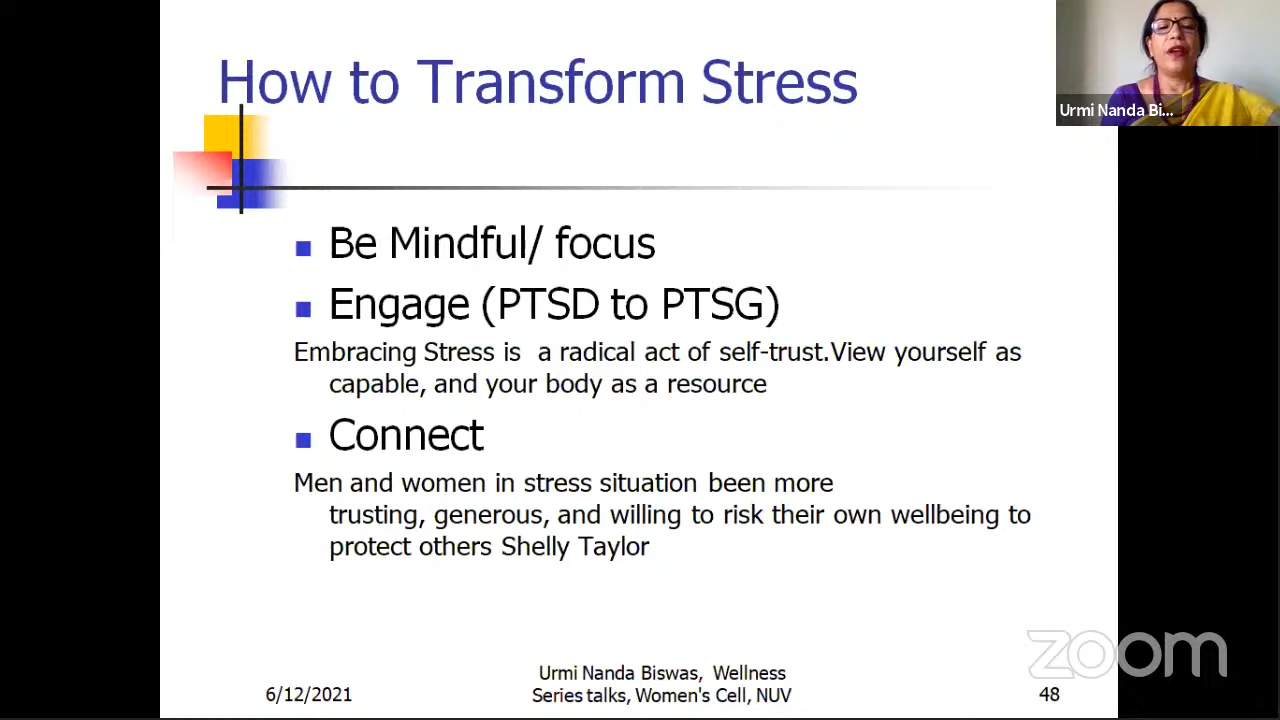 How to Transform Stress
Urmi Nanda Bi...
Be Mindful/ focus
Engage (PTSD to PTSG)
Embracing Stress is a radical act of self-trust.View yourself as
capable, and your body as a resource
Connect
Men and women in stress situation been more
trusting, generous, and willing to risk their own wellbeing to
protect others Shelly Taylor
zoom
6/12/2021
Urmi Nanda Biswas, Wellness
Series talks, Women's Cell, NUV
48